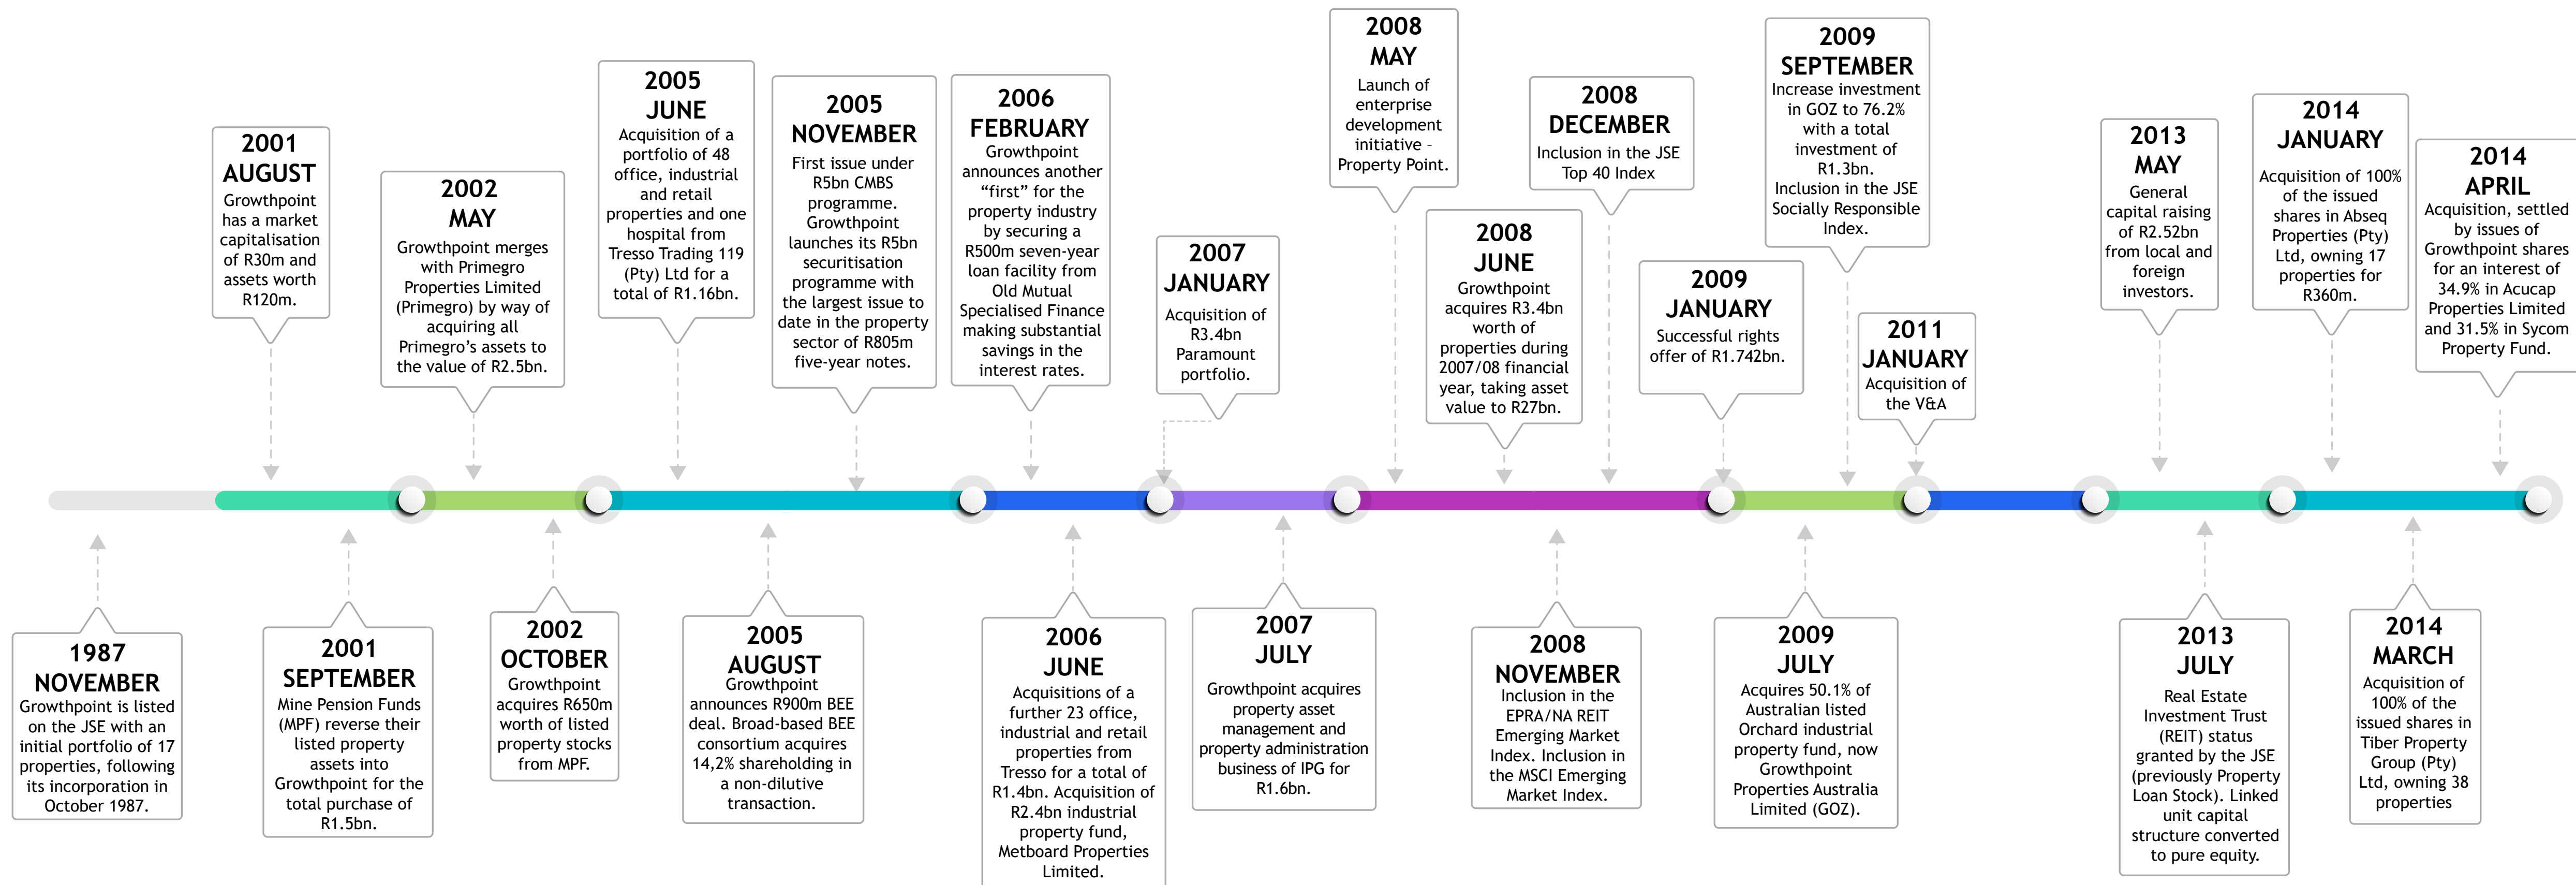 2001
AUGUST
Growthpoint
has a market
capitalisation
of R30m and
assets worth
R120m.
2002
MAY
Growthpoint merges
with Primegro
Properties Limited
(Primegro) by way of
acquiring all
Primegro’s assets to
the value of R2.5bn.
2005
JUNE
Acquisition of a
portfolio of 48
office, industrial
and retail
properties and one
hospital from
Tresso Trading 119
(Pty) Ltd for a
total of R1.16bn.
2005
NOVEMBER
First issue under
R5bn CMBS
programme.
Growthpoint
launches its R5bn
securitisation
programme with
the largest issue to
date in the property
sector of R805m
five-year notes.
2006
FEBRUARY
Growthpoint
announces another
“first” for the
property industry
by securing a
R500m seven-year
loan facility from
Old Mutual
Specialised Finance
making substantial
savings in the
interest rates.
2007
JANUARY
Acquisition of
R3.4bn
Paramount
portfolio.
2008
MAY
Launch of
enterprise
development
initiative –
Property Point.
2008
JUNE
Growthpoint
acquires R3.4bn
worth of
properties during
2007/08 financial
year, taking asset
value to R27bn.
2008
DECEMBER
Inclusion in the JSE
Top 40 Index
2009
JANUARY
Successful rights
offer of R1.742bn.
2009
SEPTEMBER
Increase investment
in GOZ to 76.2%
with a total
investment of
R1.3bn.
Inclusion in the JSE
Socially Responsible
Index.
2011
JANUARY
Acquisition of
the V&A
2013
MAY
General
capital raising
of R2.52bn
from local and
foreign
investors.
2014
JANUARY
Acquisition of 100%
of the issued
shares in Abseq
Properties (Pty)
Ltd, owning 17
properties for
R360m.
2014
APRIL
Acquisition, settled
by issues of
Growthpoint shares
for an interest of
34.9% in Acucap
Properties Limited
and 31.5% in Sycom
Property Fund.
1987
NOVEMBER
Growthpoint is listed
on the JSE with an
initial portfolio of 17
properties, following
its incorporation in
October 1987.
2001
SEPTEMBER
Mine Pension Funds
(MPF) reverse their
listed property
assets into
Growthpoint for the
total purchase of
R1.5bn.
2002
OCTOBER
Growthpoint
acquires R650m
worth of listed
property stocks
from MPF.
2005
AUGUST
Growthpoint
announces R900m BEE
deal. Broad-based BEE
consortium acquires
14,2% shareholding in
a non-dilutive
transaction.
2006
JUNE
Acquisitions of a
further 23 office,
industrial and retail
properties from
Tresso for a total of
R1.4bn. Acquisition of
R2.4bn industrial
property fund,
Metboard Properties
Limited.
2007
JULY
Growthpoint acquires
property asset
management and
property administration
business of IPG for
R1.6bn.
2008
NOVEMBER
Inclusion in the
EPRA/NA REIT
Emerging Market
Index. Inclusion in
the MSCI Emerging
Market Index.
2009
JULY
Acquires 50.1% of
Australian listed
Orchard industrial
property fund, now
Growthpoint
Properties Australia
Limited (GOZ).
2013
JULY
Real Estate
Investment Trust
(REIT) status
granted by the JSE
(previously Property
Loan Stock). Linked
unit capital
structure converted
to pure equity.
2014
MARCH
Acquisition of
100% of the
issued shares in
Tiber Property
Group (Pty)
Ltd, owning 38
properties